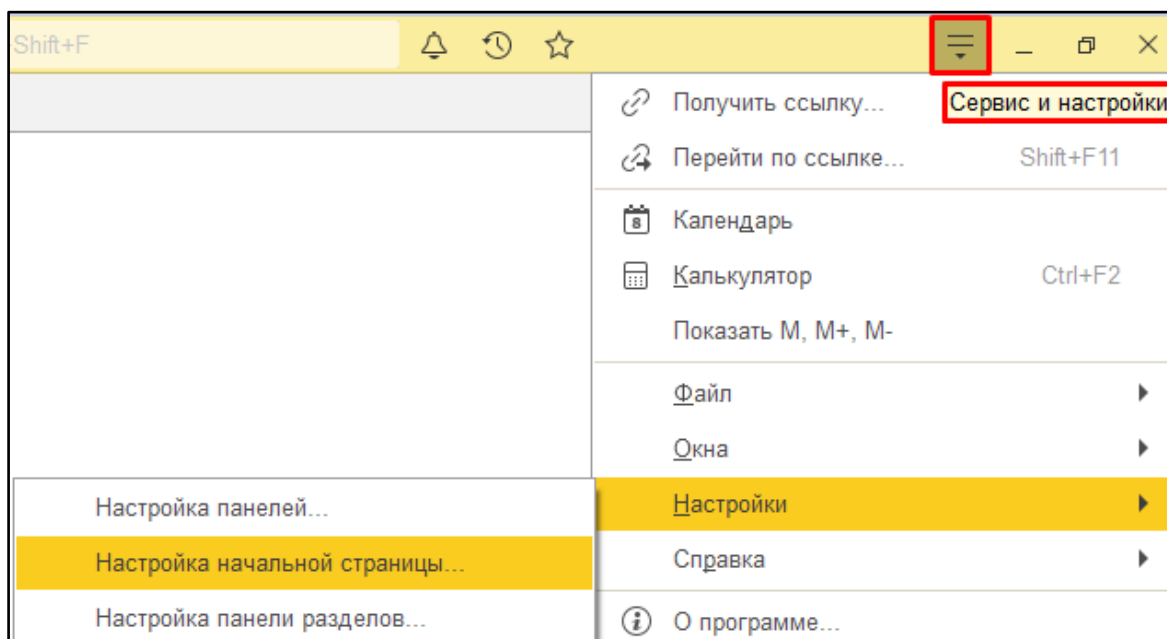 Shift+F
Получить ссылку...
Сервис и настройки
Перейти по ссылке... Shift+F11
8
Календарь
Калькулятор Ctrl+F2
Показать M, M+, M-
Файл
Окна
Настройки
Справка
О программе...
Настройка панелей...
Настройка начальной страницы...
Настройка панели разделов...